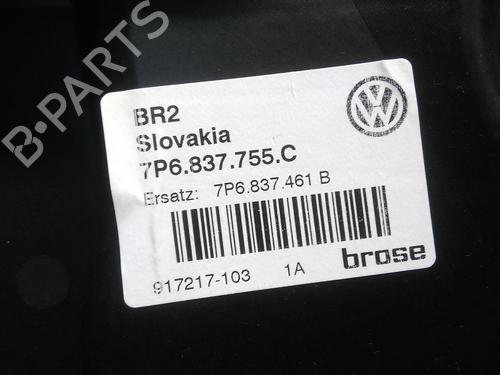 BR2
Slovakia
7P6.837.755.C
Ersatz: 7P6.837.461 B
917217-103 1A
brose
B-PARTS